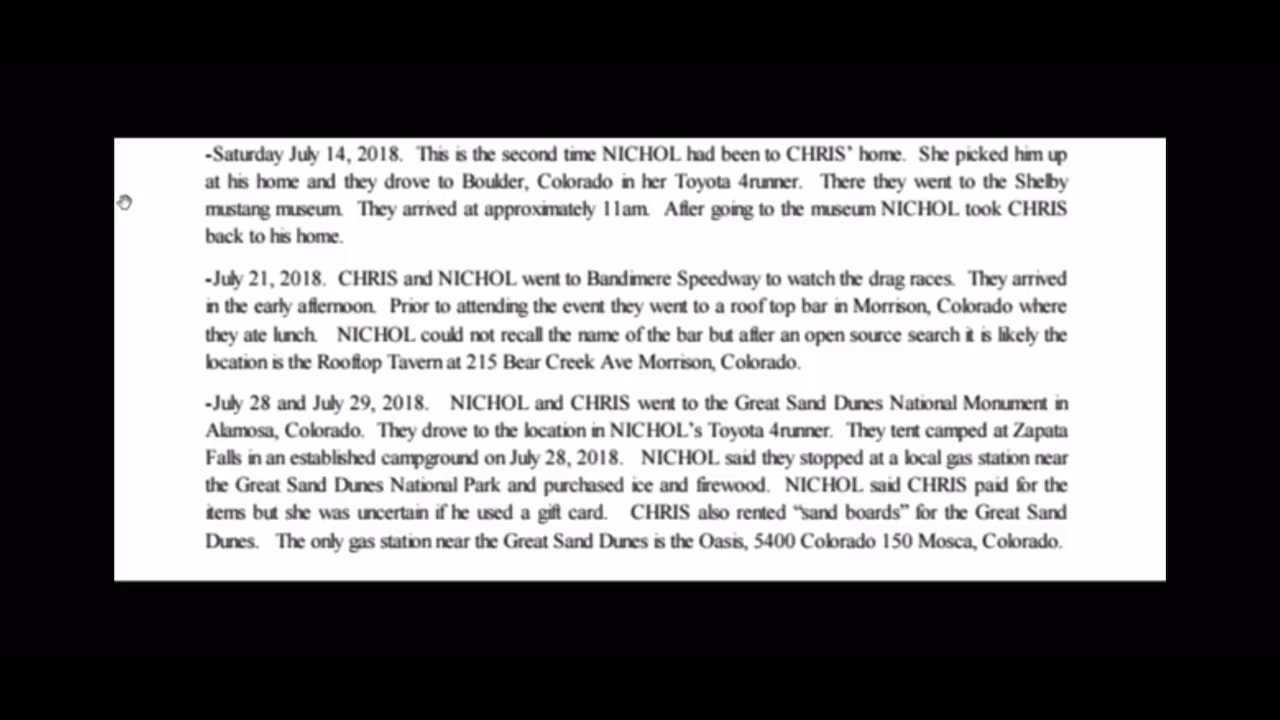 -Saturday July 14, 2018. This is the second time NICHOL had been to CHRIS' home. She picked him up
at his home and they drove to Boulder, Colorado in her Toyota 4runner. There they went to the Shelby
mustang museum. They arrived at approximately 11am. After going to the museum NICHOL took CHRIS
back to his home.
-July 21, 2018. CHRIS and NICHOL went to Bandimere Speedway to watch the drag races. They arrived
in the early afternoon. Prior to attending the event they went to a roof top bar in Morrison, Colorado where
they ate lunch. NICHOL could not recall the name of the bar but after an open source search it is likely the
location is the Rooftop Tavern at 215 Bear Creek Ave Morrison, Colorado.
-July 28 and July 29, 2018. NICHOL and CHRIS went to the Great Sand Dunes National Monument in
Alamosa, Colorado. They drove to the location in NICHOL's Toyota 4runner. They tent camped at Zapata
Falls in an established campground on July 28, 2018. NICHOL said they stopped at a local gas station near
the Great Sand Dunes National Park and purchased ice and firewood. NICHOL said CHRIS paid for the
items but she was uncertain if he used a gift card. CHRIS also rented “sand boards” for the Great Sand
Dunes. The only gas station near the Great Sand Dunes is the Oasis, 5400 Colorado 150 Mosca, Colorado.